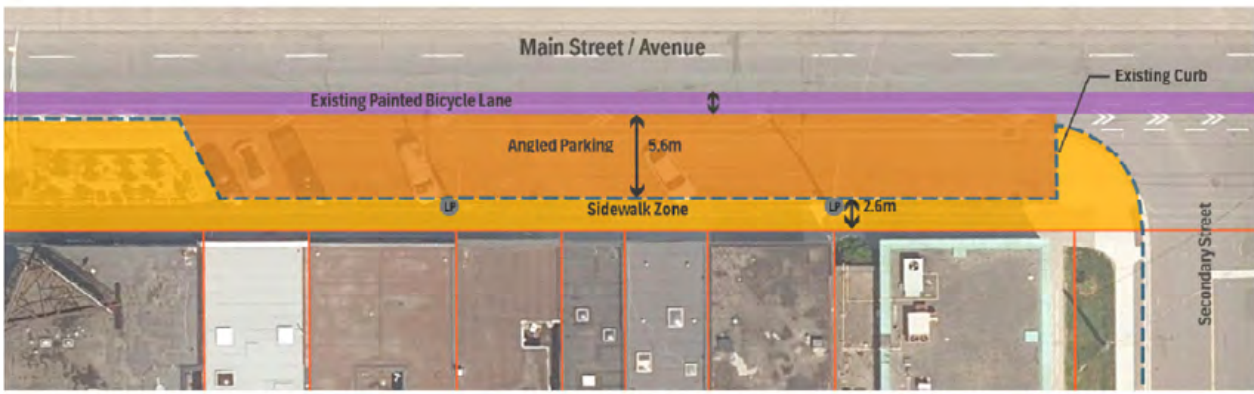 Main Street / Avenue
Existing Curb
Existing Painted Bicycle Lane
Angled Parking
5.6m
LP
Sidewalk Zone
LP
2.6m
Secondary Street